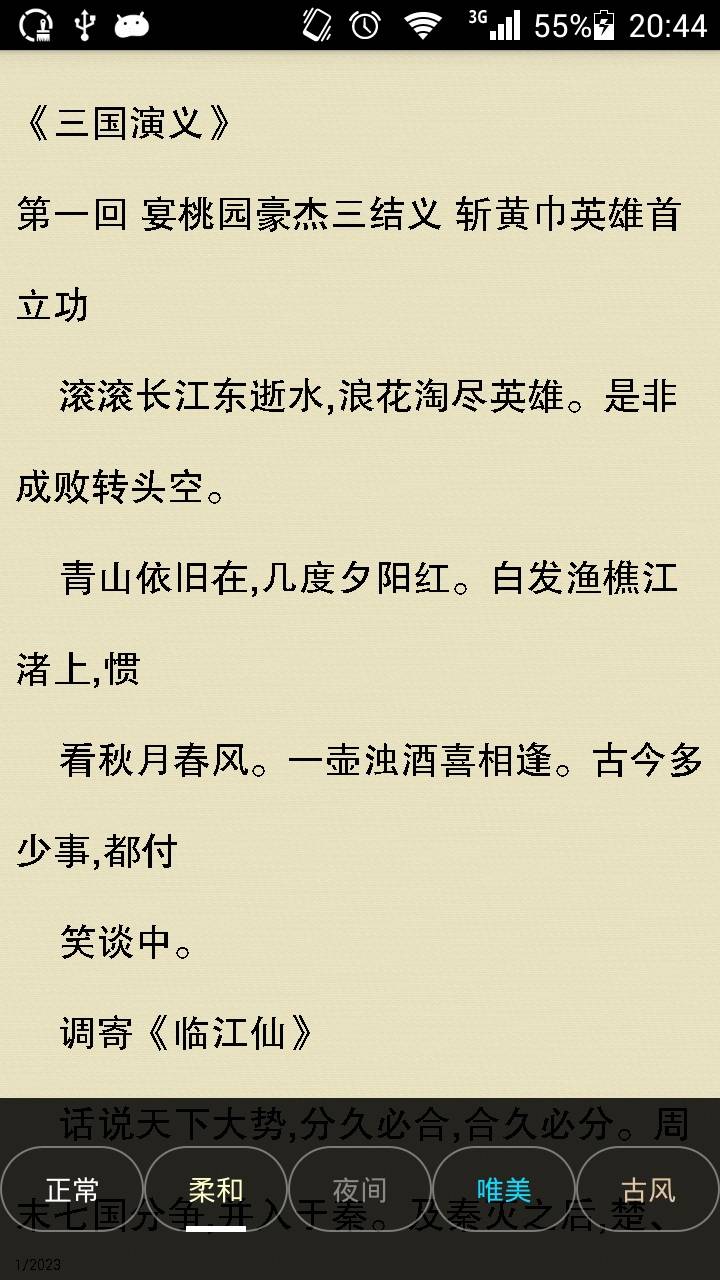 3G 55% 20:44
《三国演义》
第一回 宴桃园豪杰三结义 斩黄巾英雄首
立功
滚滚长江东逝水,浪花淘尽英雄。是非
成败转头空。
青山依旧在,几度夕阳红。白发渔樵江
渚上,惯
看秋月春风。一壶浊酒喜相逢。古今多
少事,都付
笑谈中。
调寄《临江仙》
话说天下大势,分久必合,合久必分。周
正常 柔和 夜间 唯美 古风
末七国分争,并入于秦。及秦灭之后,楚、
1/2023